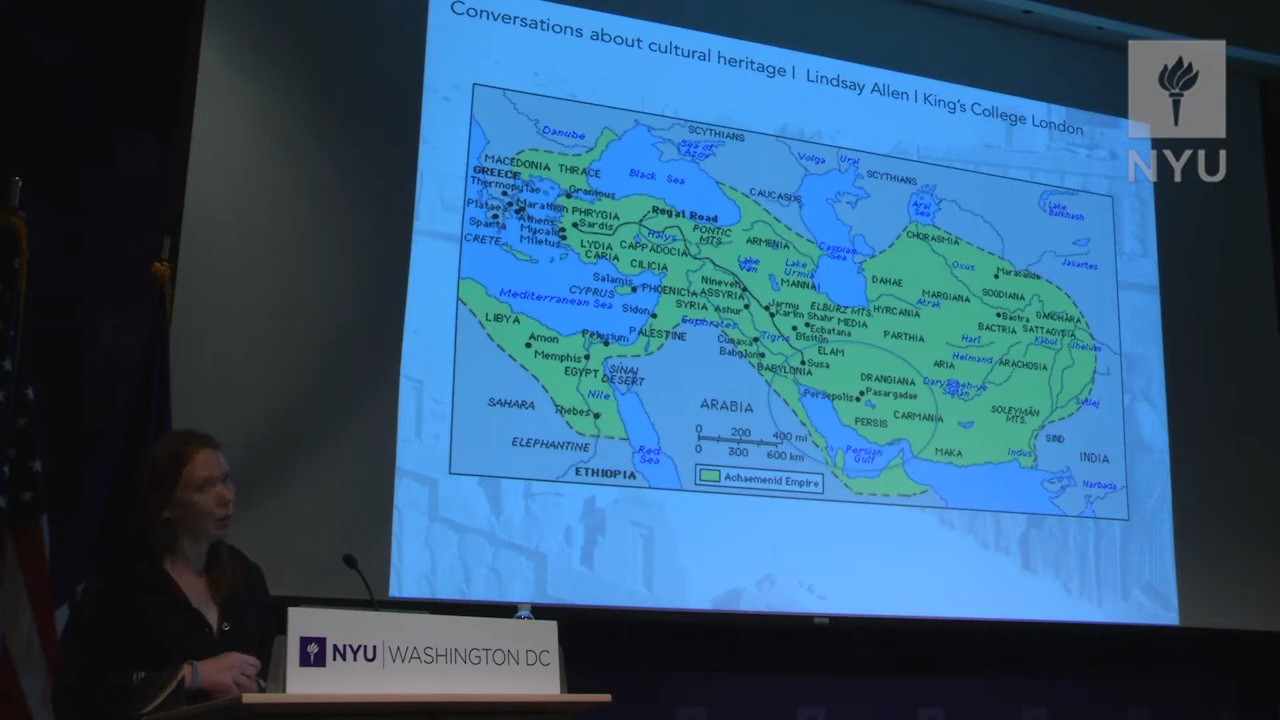 Conversations about cultural heritage | Lindsay Allen | King's College London
NYU
SCYTHIANS
Danube
Sea of
Azov
Volga
Ural
SCYTHIANS
MACEDONIA
THRACE
Black Sea
CAUCASUS
Aral
Sea
Lake
Balkhash
GREECE
Thermopylae
Granicus
Plataea
Marathon
PHRYGIA
Royal Road
Athens
Sardis
Sparta
Mycale
Halys
PONTIC
MTS.
ARMENIA
CHORASMIA
CRETE
Miletus
LYDIA
CAPPADOCIA
Caspian
Sea
CARIA
CILICIA
Lake
Van
Lake
Urmia
Oxus
Marakanda
Jaxartes
Salamis
Nineveh
MANNAI
DAHAE
CYPRUS
PHOENICIA
ASSYRIA
MARGIANA
SOGDIANA
Mediterranean Sea
SYRIA
Ashur
Jarmy
ELBURZ MTS.
HYRCANIA
Atrak
Sidon
Karim Shahr
MEDIA
Bactra
GANDHARA
LIBYA
Euphrates
Ecbatana
BACTRIA
SATTAGYDIA
Pelusium
PALESTINE
Tigris
Bisitun
PARTHIA
Hari
Kabul
Jhelum
Amon
Cunaxa
Memphis
Babylon
ELAM
ARIA
Helmand
ARACHOSIA
EGYPT
SINAI
DESERT
BABYLONIA
Susa
DRANGIANA
Nile
Persepolis
Pasargadae
Sutlej
SAHARA
Thebes
ARABIA
CARMANIA
SOLEYMAN
MTS.
PERSIS
0 200 400 mi
0 300 600 km
ELEPHANTINE
Red
Sea
Persian
Gulf
MAKA
Indus
SIND
INDIA
ETHIOPIA
Achaemenid Empire
Narbada
NYU WASHINGTON DC